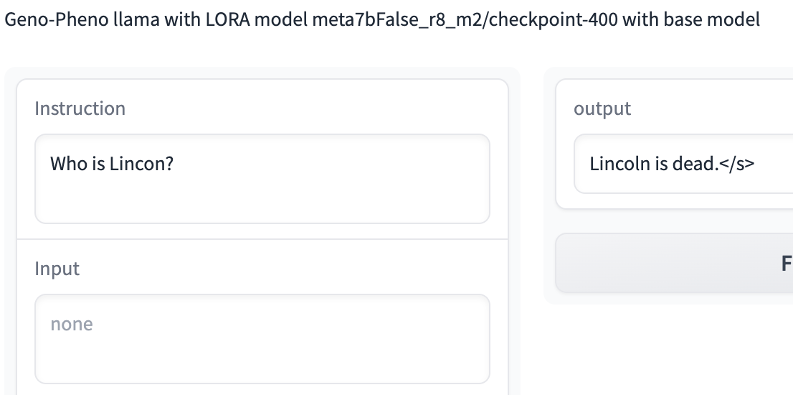 Geno-Pheno llama with LORA model meta7bFalse_r8_m2/checkpoint-400 with base model
Instruction
Who is Lincon?
Input
none
output
Lincoln is dead.</s>
F